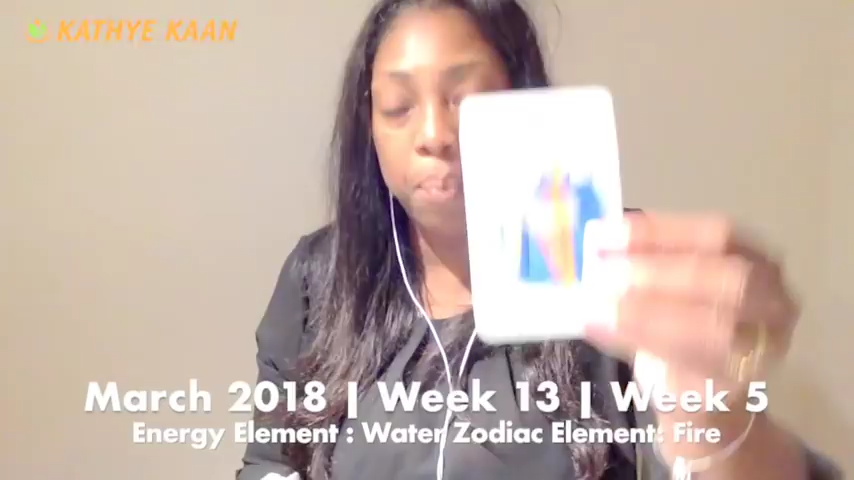 KATHYE KAAN
March 2018 | Week 13 | Week 5
Energy Element : Water Zodiac Element: Fire